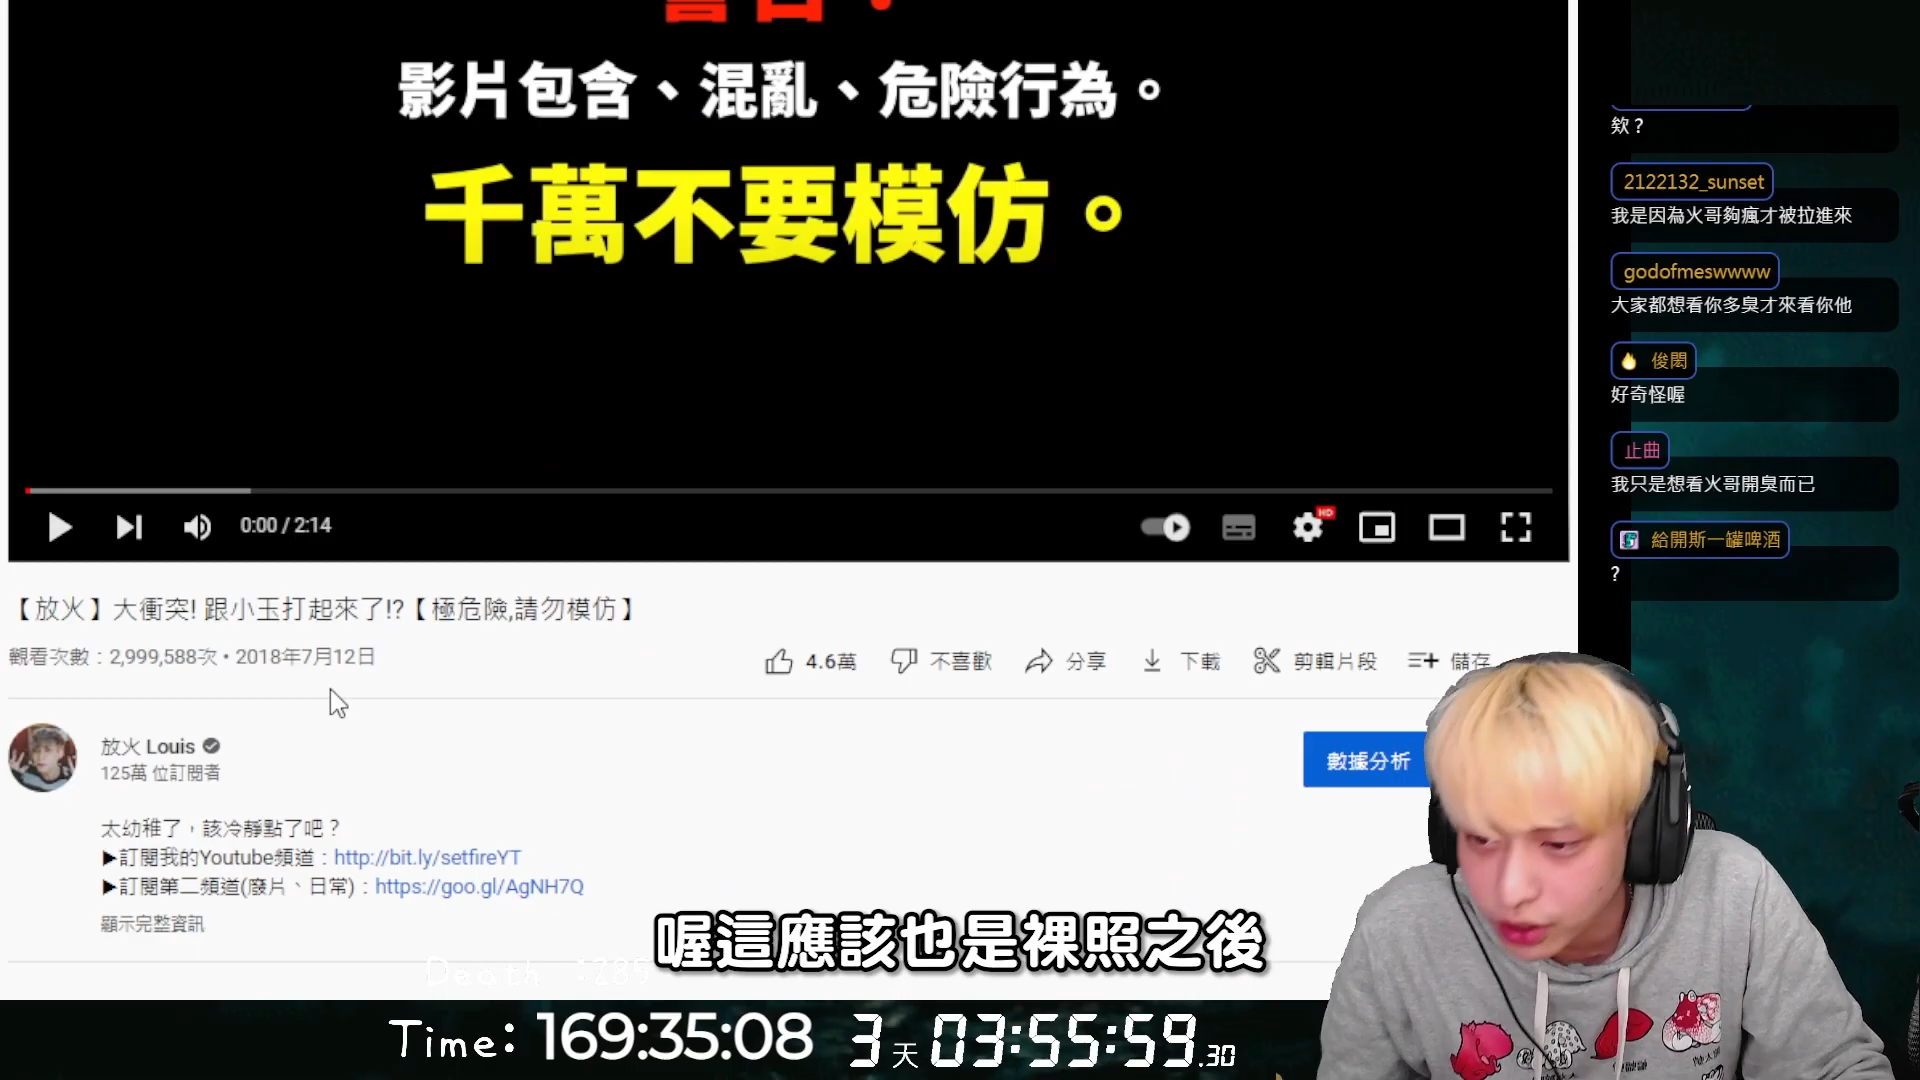 警告：
影片包含、混亂、危險行為。
千萬不要模仿。
0:00 / 2:14
HD
【放火】大衝突! 跟小玉打起來了!?【極危險,請勿模仿】
觀看次數：2,999,588次 • 2018年7月12日
4.6萬
不喜歡
分享
下載
剪輯片段
儲存
放火 Louis
125萬 位訂閱者
數據分析
太幼稚了，該冷靜點了吧？
▶訂閱我的Youtube頻道：http://bit.ly/setfireYT
▶訂閱第二頻道(廢片、日常)：https://goo.gl/AgNH7Q
顯示完整資訊
喔這應該也是裸照之後
Death :285
Time: 169:35:08
3天 03:55:59.30
欸？
2122132_sunset
我是因為火哥夠瘋才被拉進來
godofmeswwww
大家都想看你多臭才來看你他
俊閎
好奇怪喔
止曲
我只是想看火哥開臭而已
給開斯一罐啤酒
?